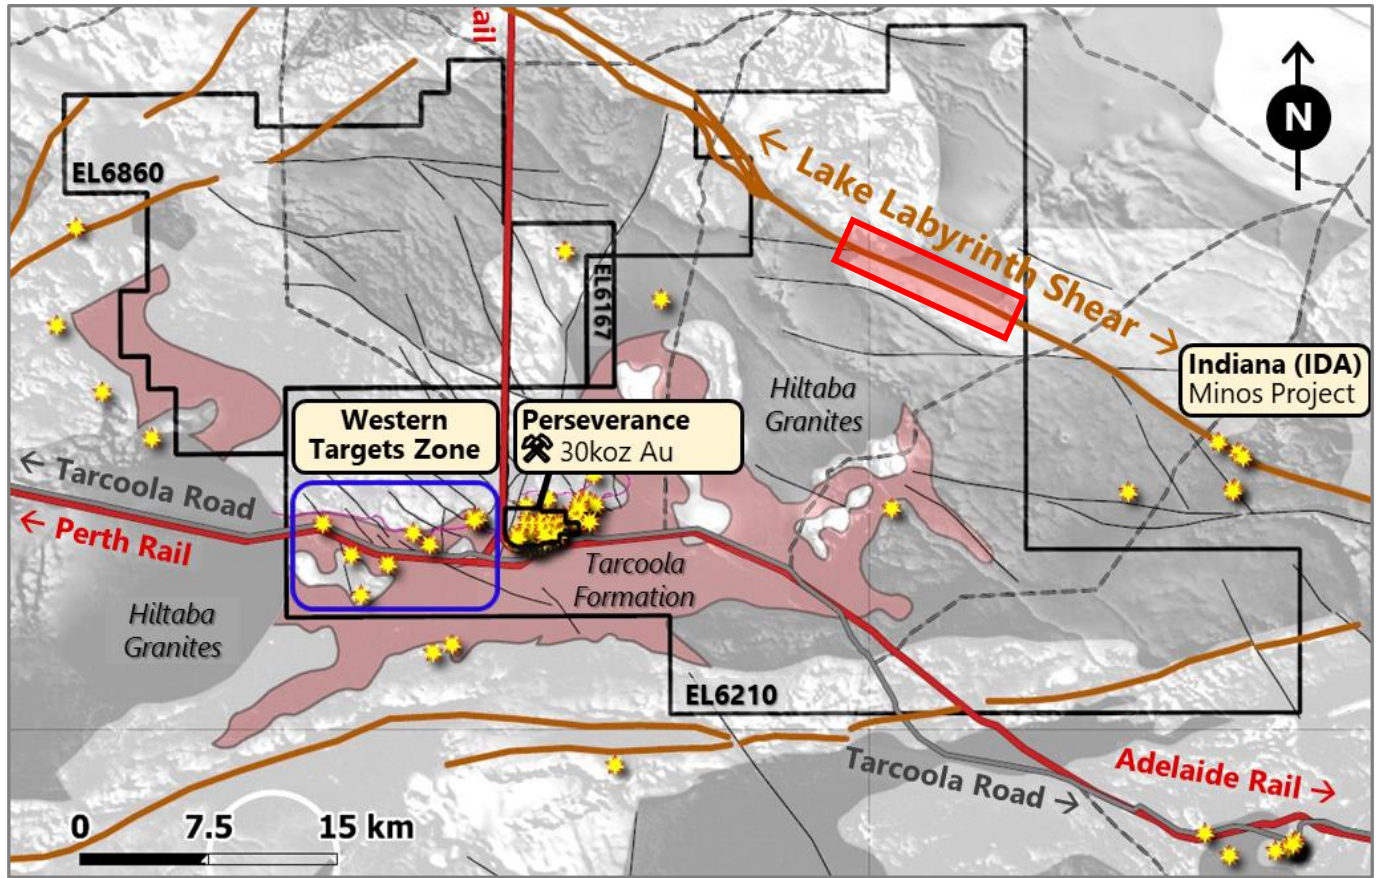 ail
N
EL6860
← Lake Labyrinth Shear →
EL6167
Indiana (IDA)
Minos Project
Hiltaba
Granites
Western
Targets Zone
Perseverance
30koz Au
← Tarcoola Road
← Perth Rail
Tarcoola
Formation
Hiltaba
Granites
EL6210
Tarcoola Road →
Adelaide Rail →
0 7.5 15 km